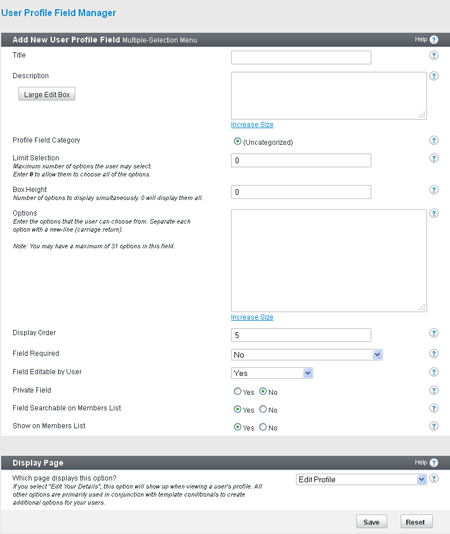 User Profile Field Manager
Add New User Profile Field Multiple-Selection Menu Help ?
Title ?
Description ?
Large Edit Box
Increase Size
Profile Field Category (Uncategorized) ?
Limit Selection 0 ?
Maximum number of options the user may select.
Enter 0 to allow them to choose all of the options.
Box Height 0 ?
Number of options to display simultaneously. 0 will display them all.
Options ?
Enter the options that the user can choose from. Separate each
option with a new-line (carriage return).
Note: You may have a maximum of 31 options in this field.
Increase Size
Display Order 5 ?
Field Required No ?
Field Editable by User Yes ?
Private Field Yes No ?
Field Searchable on Members List Yes No ?
Show on Members List Yes No ?
Display Page Help ?
Which page displays this option? Edit Profile ?
If you select "Edit Your Details", this option will show up when viewing a user's profile. All
other options are primarily used in conjunction with template conditionals to create
additional options for your users.
Save Reset